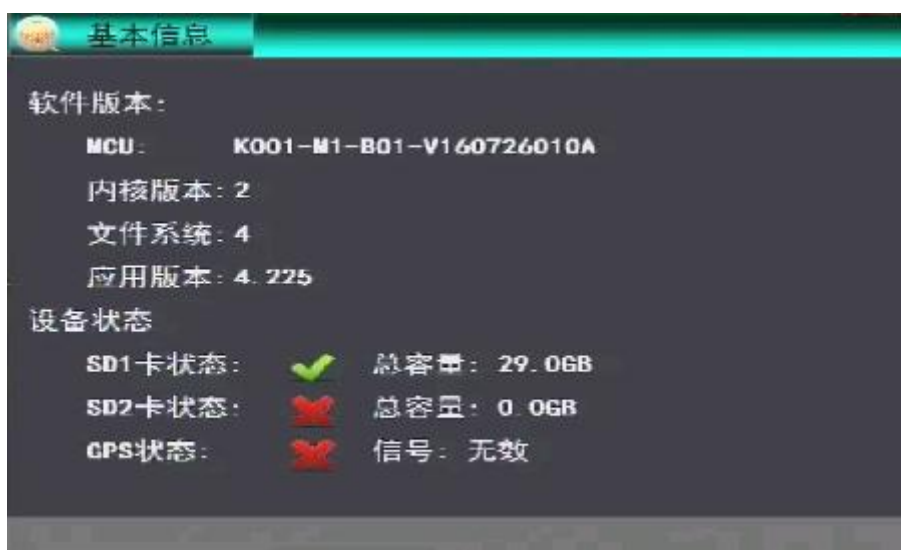 基本信息
软件版本:
MCU: K001-M1-B01-V160726010A
内核版本: 2
文件系统: 4
应用版本: 4.225
设备状态
SD1卡状态: 总容量: 29.0GB
SD2卡状态: 总容量: 0.0GB
GPS状态: 信号: 无效